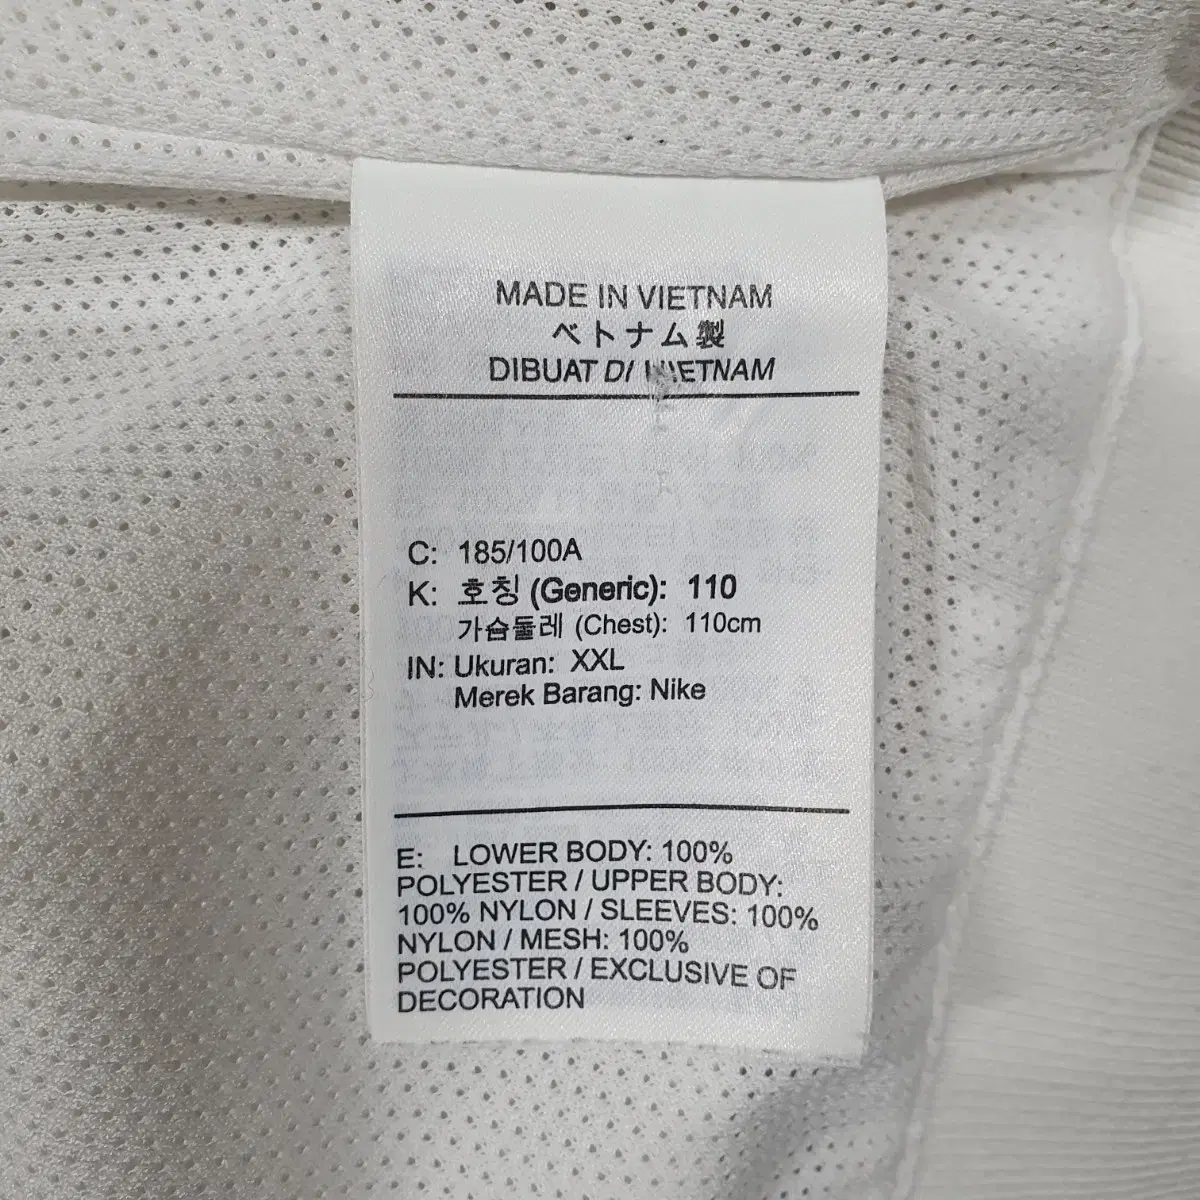 MADE IN VIETNAM
ベトナム製
DIBUAT DI VIETNAM
C: 185/100A
K: 호칭 (Generic): 110
가슴둘레 (Chest): 110cm
IN: Ukuran: XXL
Merek Barang: Nike
E: LOWER BODY: 100%
POLYESTER / UPPER BODY:
100% NYLON / SLEEVES: 100%
NYLON / MESH: 100%
POLYESTER / EXCLUSIVE OF
DECORATION